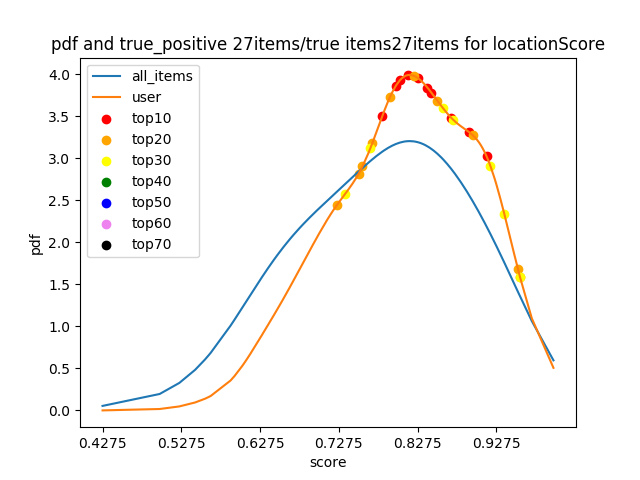 pdf and true_positive 27items/true items27items for locationScore
all_items
user
top10
top20
top30
top40
top50
top60
top70
4.0
3.5
3.0
2.5
2.0
1.5
1.0
0.5
0.0
pdf
0.4275 0.5275 0.6275 0.7275 0.8275 0.9275
score